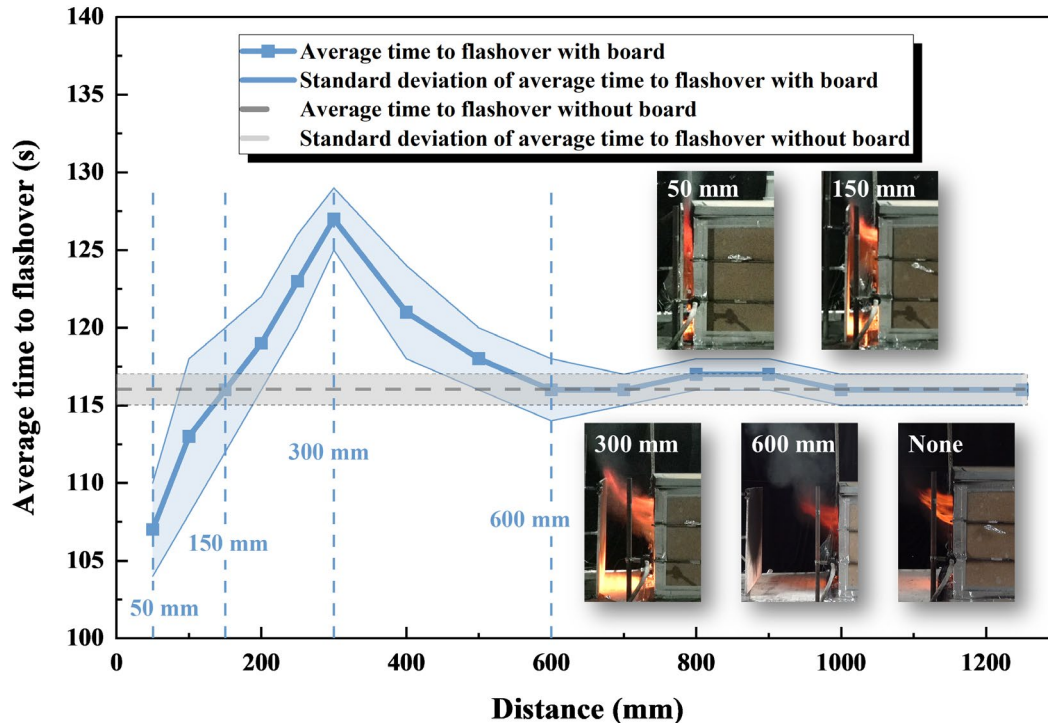 140
135
130
125
120
115
110
105
100
Average time to flashover (s)
Average time to flashover with board
Standard deviation of average time to flashover with board
Average time to flashover without board
Standard deviation of average time to flashover without board
50 mm
150 mm
300 mm
600 mm
None
50 mm
150 mm
300 mm
600 mm
0
200
400
600
800
1000
1200
Distance (mm)